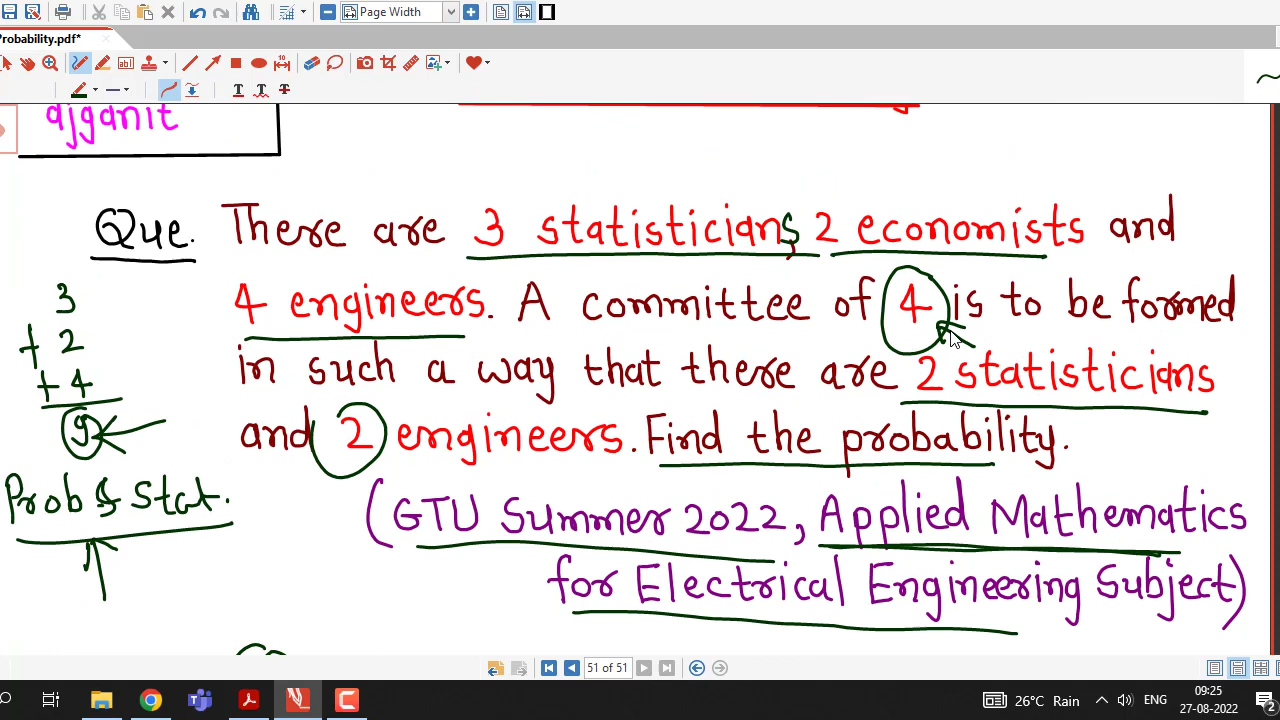 Page Width
Probability.pdf*
ajganit
Que. There are 3 statisticians, 2 economists and
4 engineers. A committee of 4 is to be formed
in such a way that there are 2 statisticians
and 2 engineers. Find the probability.
(GTU Summer 2022, Applied Mathematics
for Electrical Engineering Subject)
3
+ 2
+ 4
9
Prob & Stat.
51 of 51
26°C Rain
ENG
09:25
27-08-2022
2